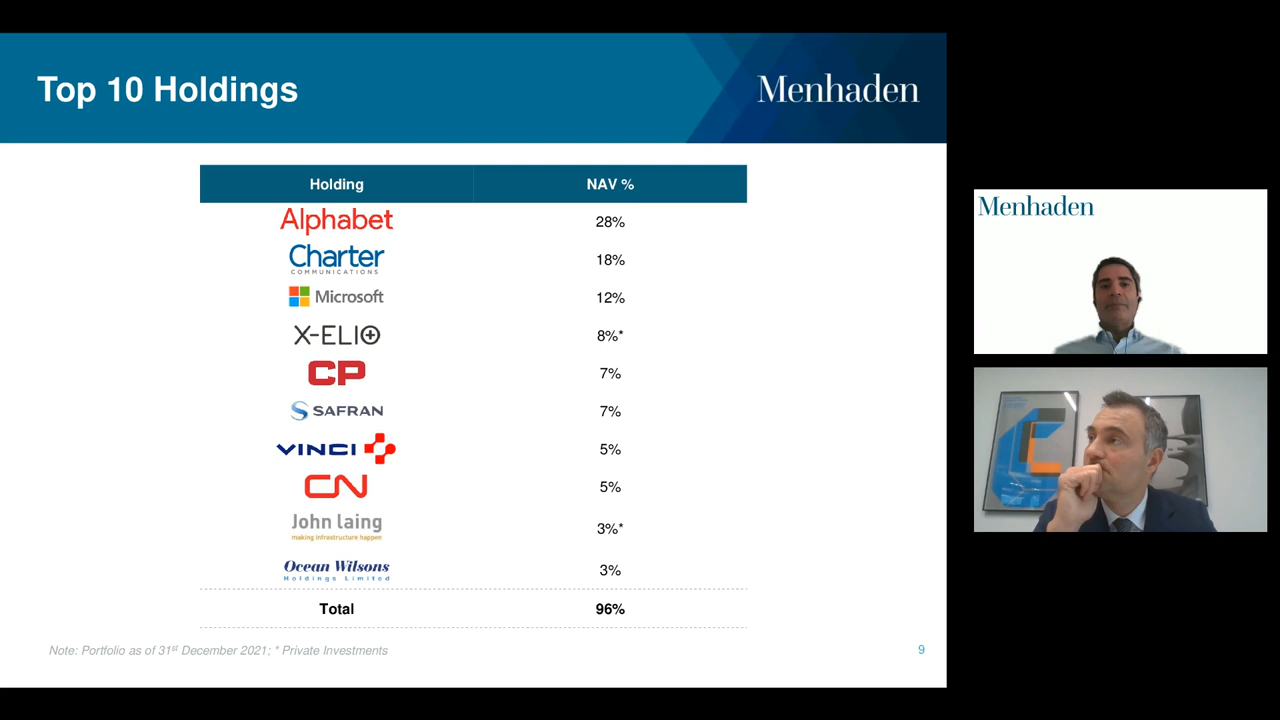 Top 10 Holdings
Menhaden
Holding NAV %
Alphabet 28%
Charter COMMUNICATIONS 18%
Microsoft 12%
X-ELIO 8%*
CP 7%
SAFRAN 7%
VINCI 5%
CN 5%
John laing making infrastructure happen 3%*
Ocean Wilsons Holdings Limited 3%
Total 96%
Note: Portfolio as of 31st December 2021; * Private Investments
9
Menhaden